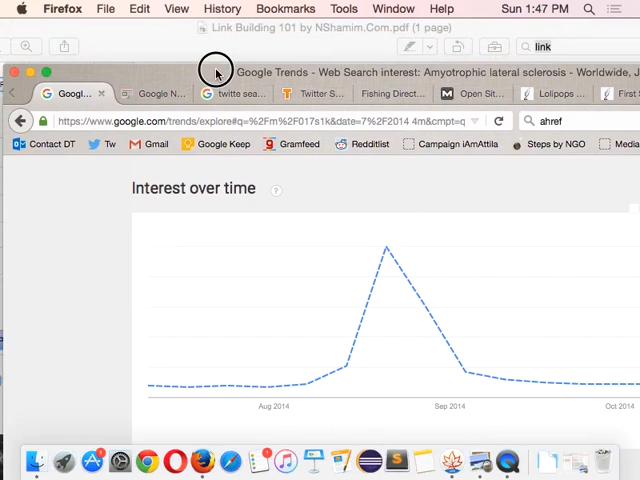 Firefox File Edit View History Bookmarks Tools Window Help Sun 1:47 PM
Link Building 101 by NShamim.Com.pdf (1 page)
link
Google Trends - Web Search interest: Amyotrophic lateral sclerosis - Worldwide, J
Googl... Google N... twitte sea... Twitter S... Fishing Direct... Open Sit... Lolipops ... First S
https://www.google.com/trends/explore#q=%2Fm%2F017s1k&date=7%2F2014 4m&cmpt=q ahref
Contact DT Tw Gmail Google Keep Gramfeed Redditlist Campaign iAmAttila Steps by NGO Media
Interest over time ?
Aug 2014 Sep 2014 Oct 2014